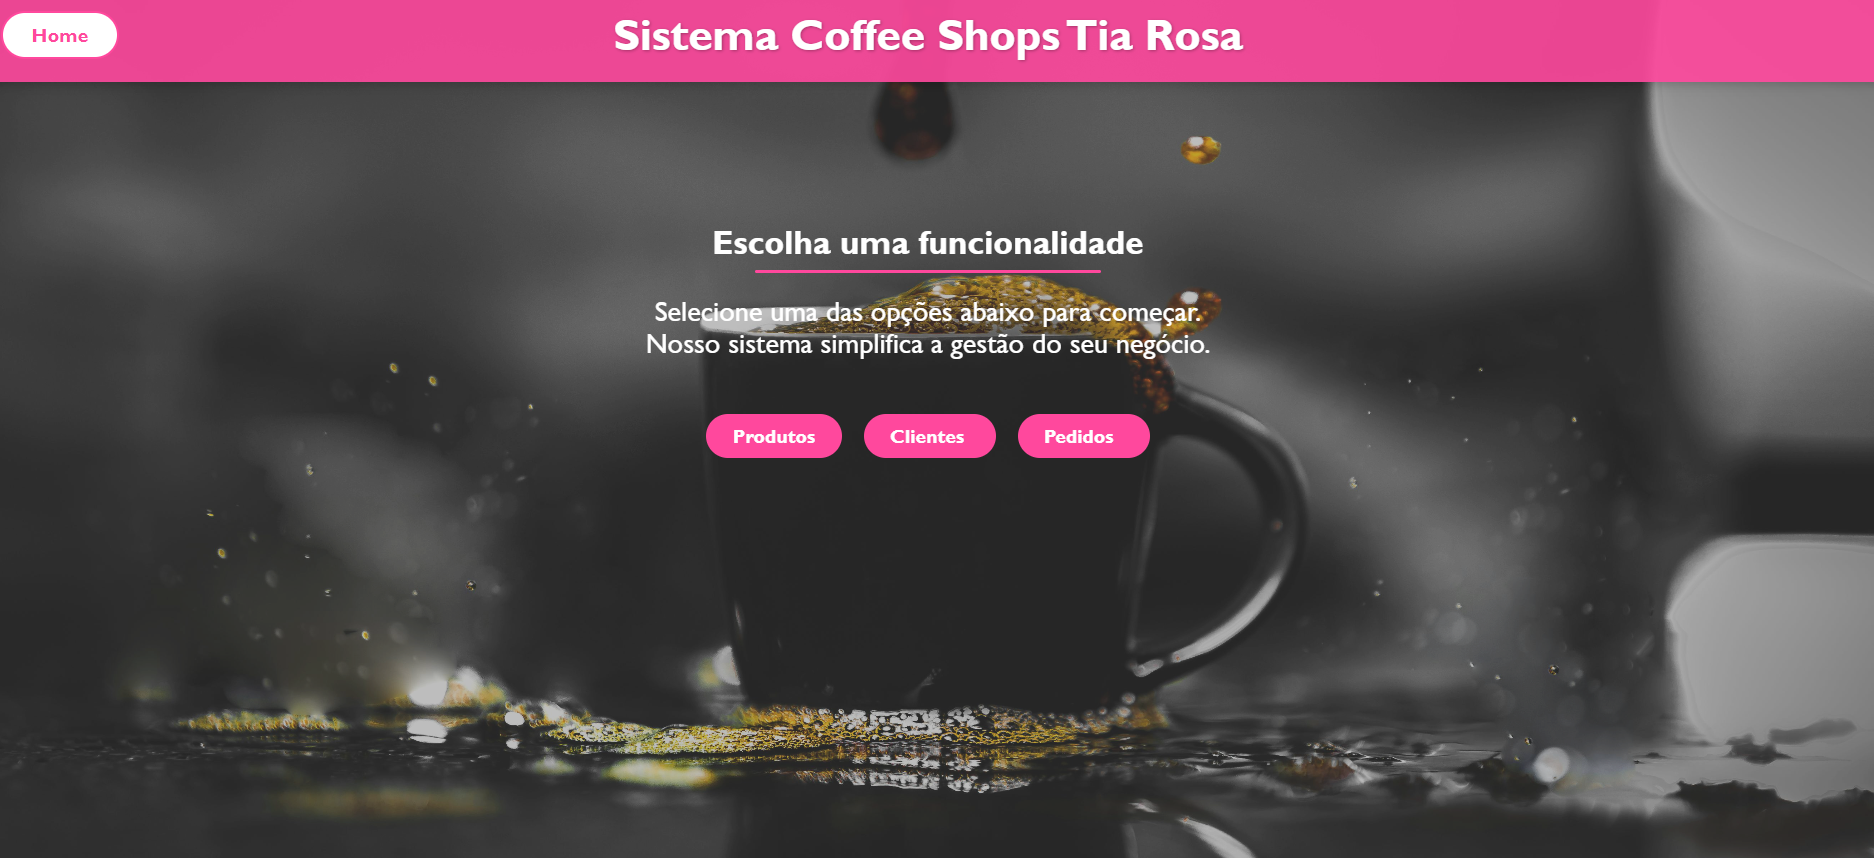 Home
Sistema Coffee Shops Tia Rosa
Escolha uma funcionalidade
Selecione uma das opções abaixo para começar.
Nosso sistema simplifica a gestão do seu negócio.
Produtos
Clientes
Pedidos